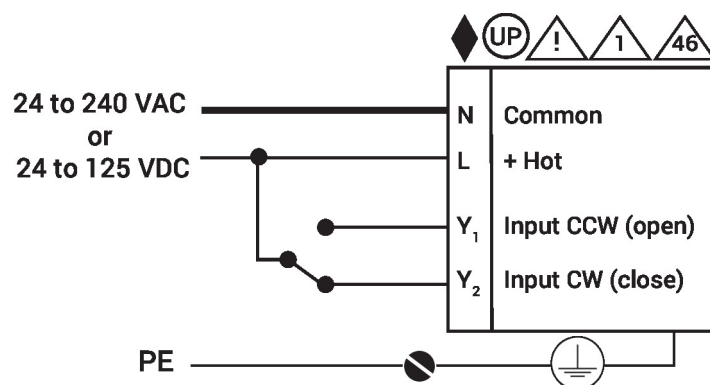 UP ! 1 46
24 to 240 VAC
or
24 to 125 VDC
N Common
L + Hot
Y₁ Input CCW (open)
Y₂ Input CW (close)
PE